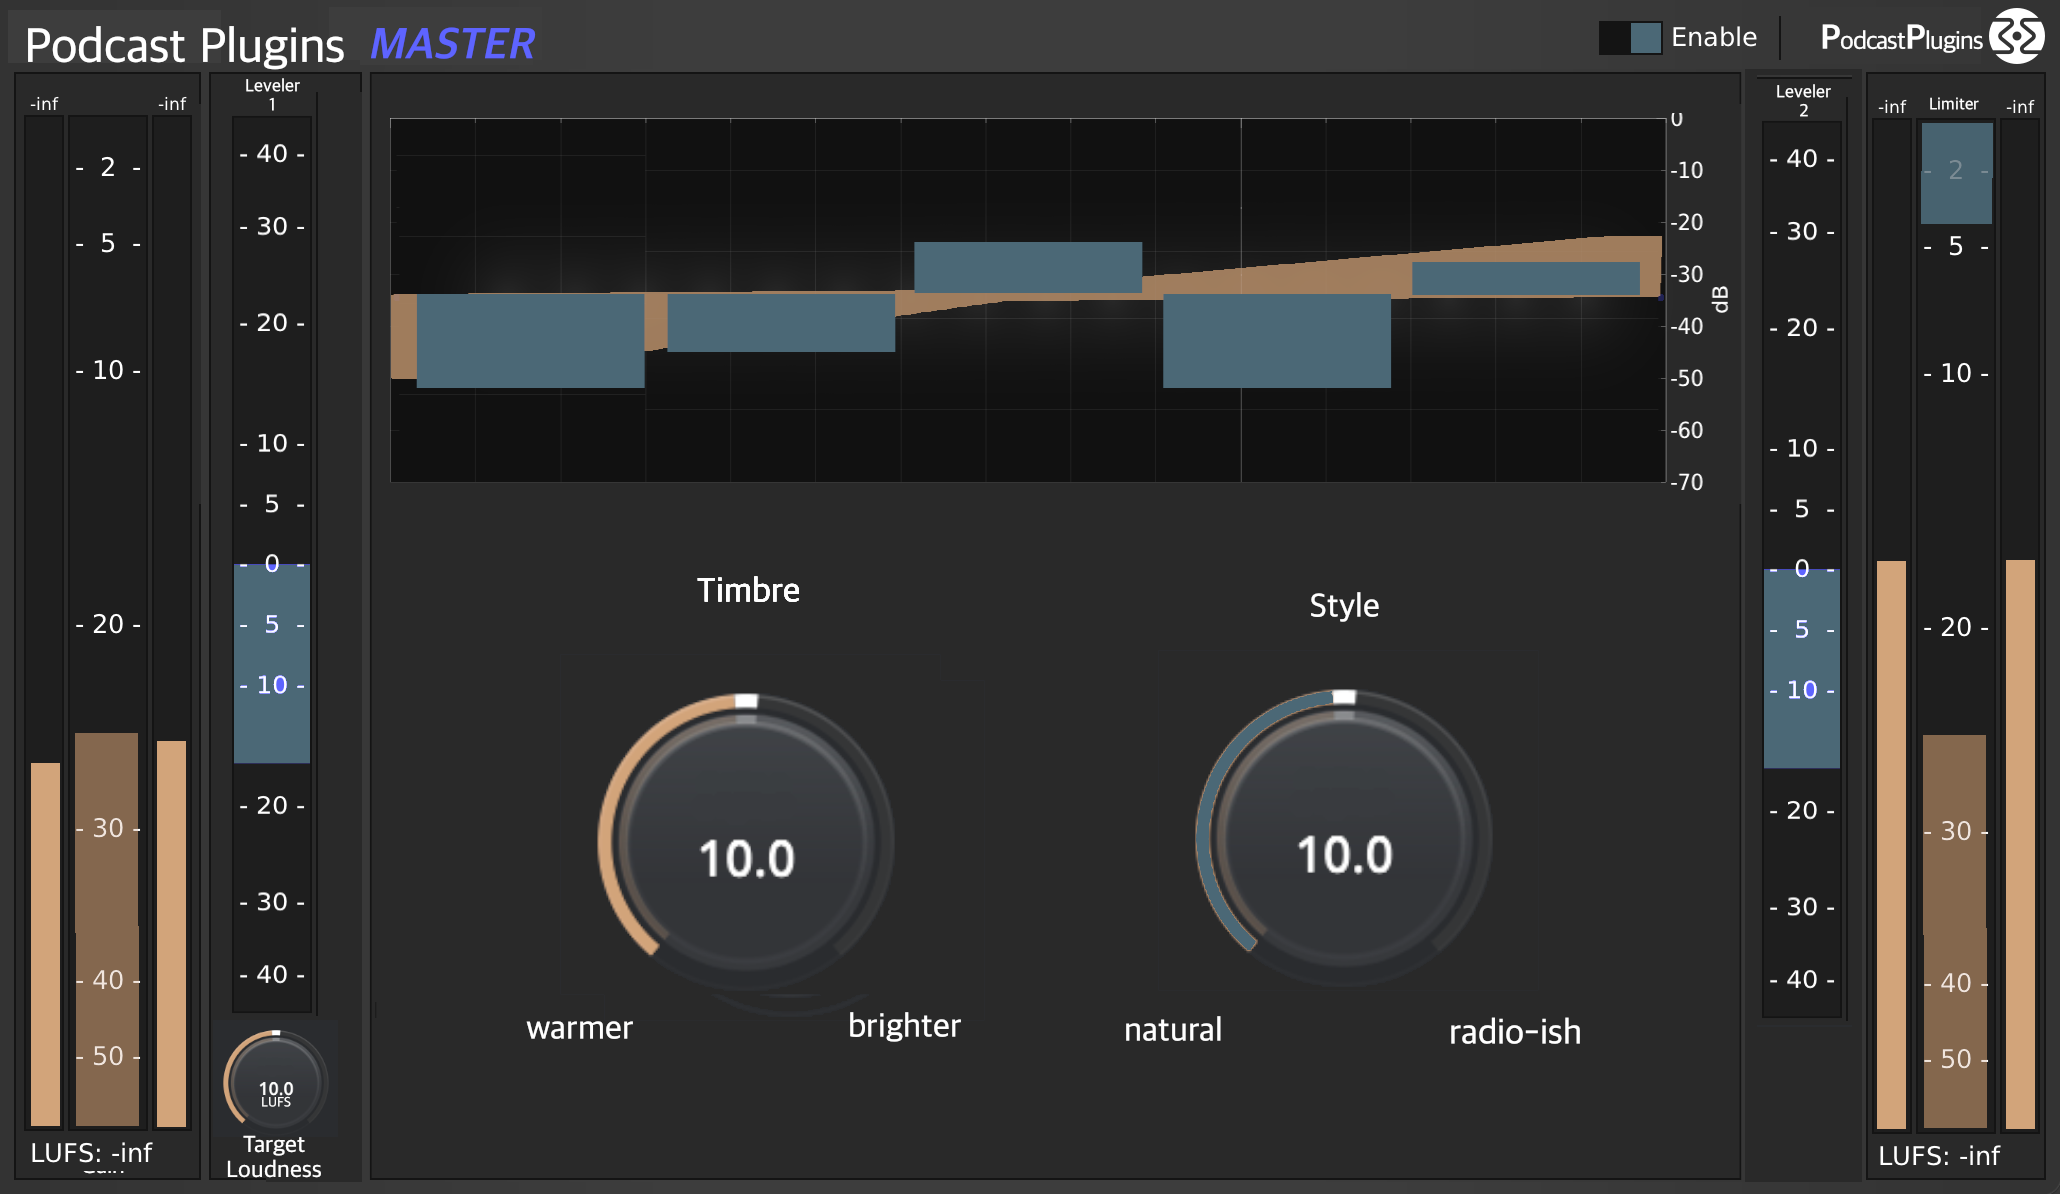 Podcast Plugins MASTER
Enable
PodcastPlugins
-inf
-inf
- 2 -
- 5 -
- 10 -
- 20 -
- 30 -
- 40 -
- 50 -
LUFS: -inf
Leveler
1
- 40 -
- 30 -
- 20 -
- 10 -
- 5 -
- 0 -
- 5 -
- 10 -
- 20 -
- 30 -
- 40 -
10.0
LUFS
Target
Loudness
0
-10
-20
-30
-40
-50
-60
-70
dB
Timbre
10.0
warmer
brighter
Style
10.0
natural
radio-ish
Leveler
2
- 40 -
- 30 -
- 20 -
- 10 -
- 5 -
- 0 -
- 5 -
- 10 -
- 20 -
- 30 -
- 40 -
-inf
Limiter
-inf
- 2 -
- 5 -
- 10 -
- 20 -
- 30 -
- 40 -
- 50 -
LUFS: -inf